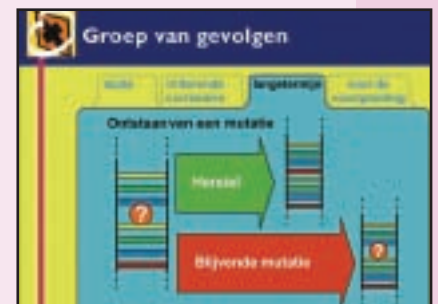 Groep van gevolgen
langetermijn
Ontstaan van een mutatie
Herstel
?
?
Blijvende mutatie